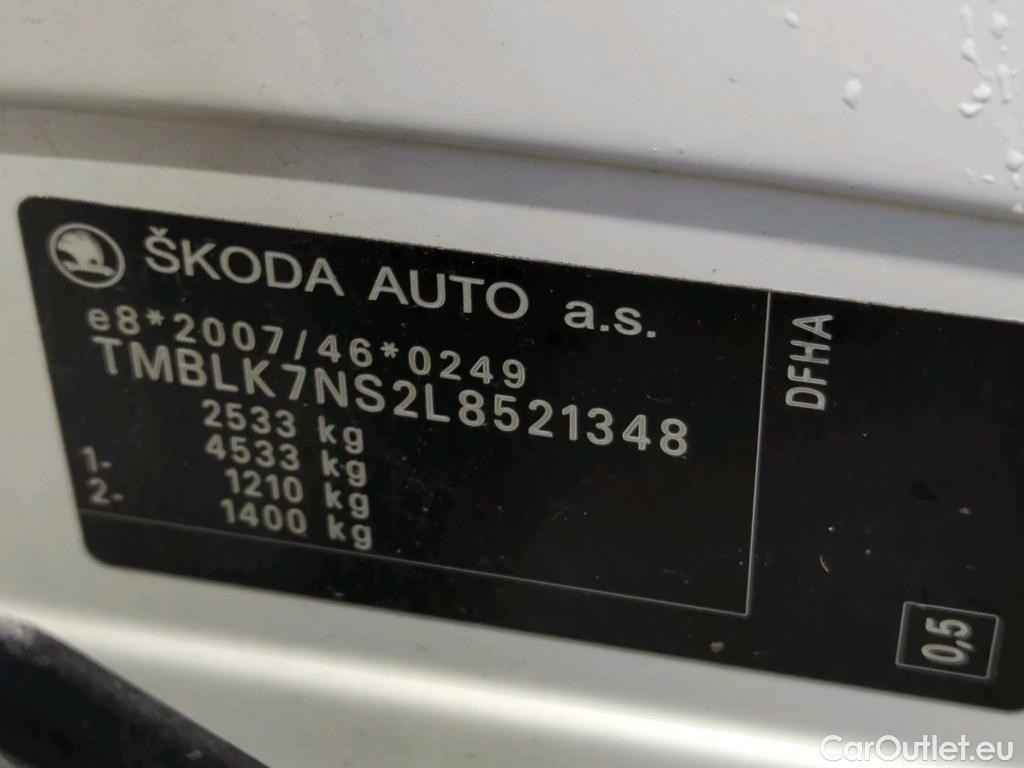 ŠKODA AUTO a.s.
e8*2007/46*0249
TMBLK7NS2L8521348
2533 kg
4533 kg
1- 1210 kg
2- 1400 kg
DFHA
0,5
CarOutlet.eu